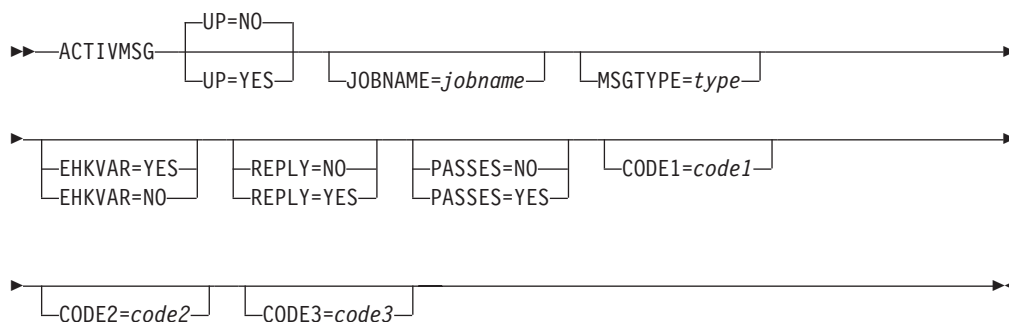 UP=NO
ACTIVMSG
UP=YES JOBNAME=jobname MSGTYPE=type
EHKVAR=YES REPLY=NO PASSES=NO CODE1=code1
EHKVAR=NO REPLY=YES PASSES=YES
CODE2=code2 CODE3=code3